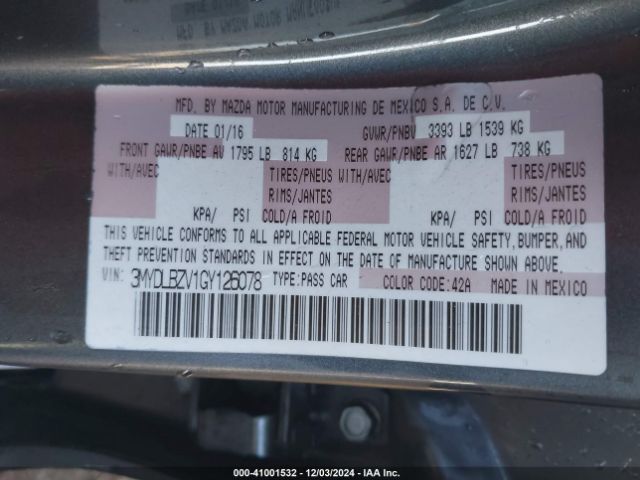 MFD. BY MAZDA MOTOR MANUFACTURING DE MEXICO S.A. DE C.V.
DATE 01/16 GVWR/PNBV 3393 LB 1539 KG
FRONT GAWR/PNBE AV 1795 LB 814 KG REAR GAWR/PNBE AR 1627 LB 738 KG
WITH/AVEC TIRES/PNEUS WITH/AVEC TIRES/PNEUS
RIMS/JANTES RIMS/JANTES
KPA/ PSI COLD/A FROID KPA/ PSI COLD/A FROID
THIS VEHICLE CONFORMS TO ALL APPLICABLE FEDERAL MOTOR VEHICLE SAFETY, BUMPER, AND
THEFT PREVENTION STANDARDS IN EFFECT ON THE DATE OF MANUFACTURE SHOWN ABOVE.
VIN: 3MYDLBZV1GY126078 TYPE:PASS CAR COLOR CODE:42A MADE IN MEXICO
000-41001532 - 12/03/2024 - IAA Inc.